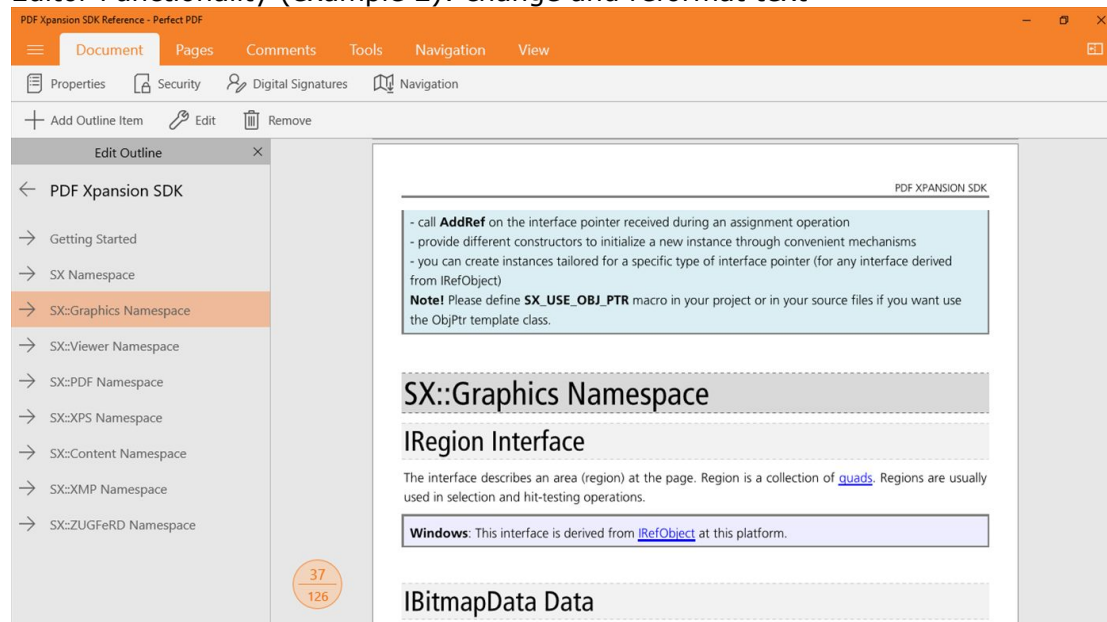 Editor Functionality (example 2): change and reformat text
PDF Xpansion SDK Reference - Perfect PDF
Document Pages Comments Tools Navigation View
Properties Security Digital Signatures Navigation
Add Outline Item Edit Remove
Edit Outline
PDF Xpansion SDK
Getting Started
SX Namespace
SX::Graphics Namespace
SX::Viewer Namespace
SX::PDF Namespace
SX::XPS Namespace
SX::Content Namespace
SX::XMP Namespace
SX::ZUGFeRD Namespace
37
126
PDF XPANSION SDK
- call AddRef on the interface pointer received during an assignment operation
- provide different constructors to initialize a new instance through convenient mechanisms
- you can create instances tailored for a specific type of interface pointer (for any interface derived
from IRefObject)
Note! Please define SX_USE_OBJ_PTR macro in your project or in your source files if you want use
the ObjPtr template class.
SX::Graphics Namespace
IRegion Interface
The interface describes an area (region) at the page. Region is a collection of quads. Regions are usually
used in selection and hit-testing operations.
Windows: This interface is derived from IRefObject at this platform.
IBitmapData Data